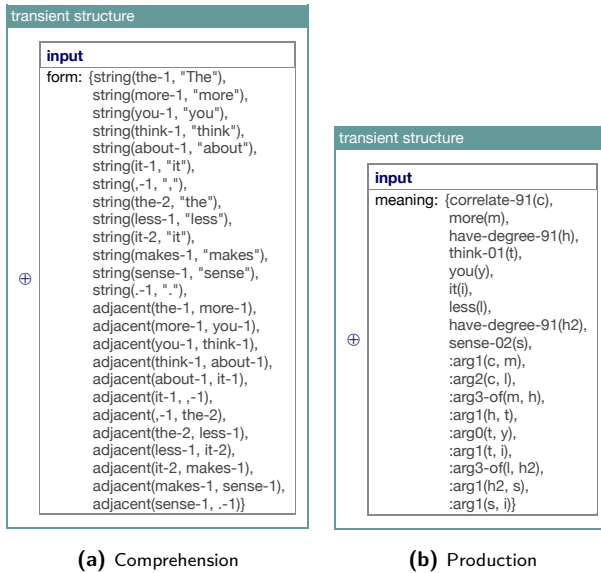 transient structure
input
form: {string(the-1, "The"),
string(more-1, "more"),
string(you-1, "you"),
string(think-1, "think"),
string(about-1, "about"),
string(it-1, "it"),
string(,-1, ","),
string(the-2, "the"),
string(less-1, "less"),
string(it-2, "it"),
string(makes-1, "makes"),
string(sense-1, "sense"),
string(.-1, "."),
adjacent(the-1, more-1),
adjacent(more-1, you-1),
adjacent(you-1, think-1),
adjacent(think-1, about-1),
adjacent(about-1, it-1),
adjacent(it-1, ,-1),
adjacent(,-1, the-2),
adjacent(the-2, less-1),
adjacent(less-1, it-2),
adjacent(it-2, makes-1),
adjacent(makes-1, sense-1),
adjacent(sense-1, .-1)}
⊕
(a) Comprehension
transient structure
input
meaning: {correlate-91(c),
more(m),
have-degree-91(h),
think-01(t),
you(y),
it(i),
less(l),
have-degree-91(h2),
sense-02(s),
:arg1(c, m),
:arg2(c, l),
:arg3-of(m, h),
:arg1(h, t),
:arg0(t, y),
:arg1(t, i),
:arg3-of(l, h2),
:arg1(h2, s),
:arg1(s, i)}
⊕
(b) Production